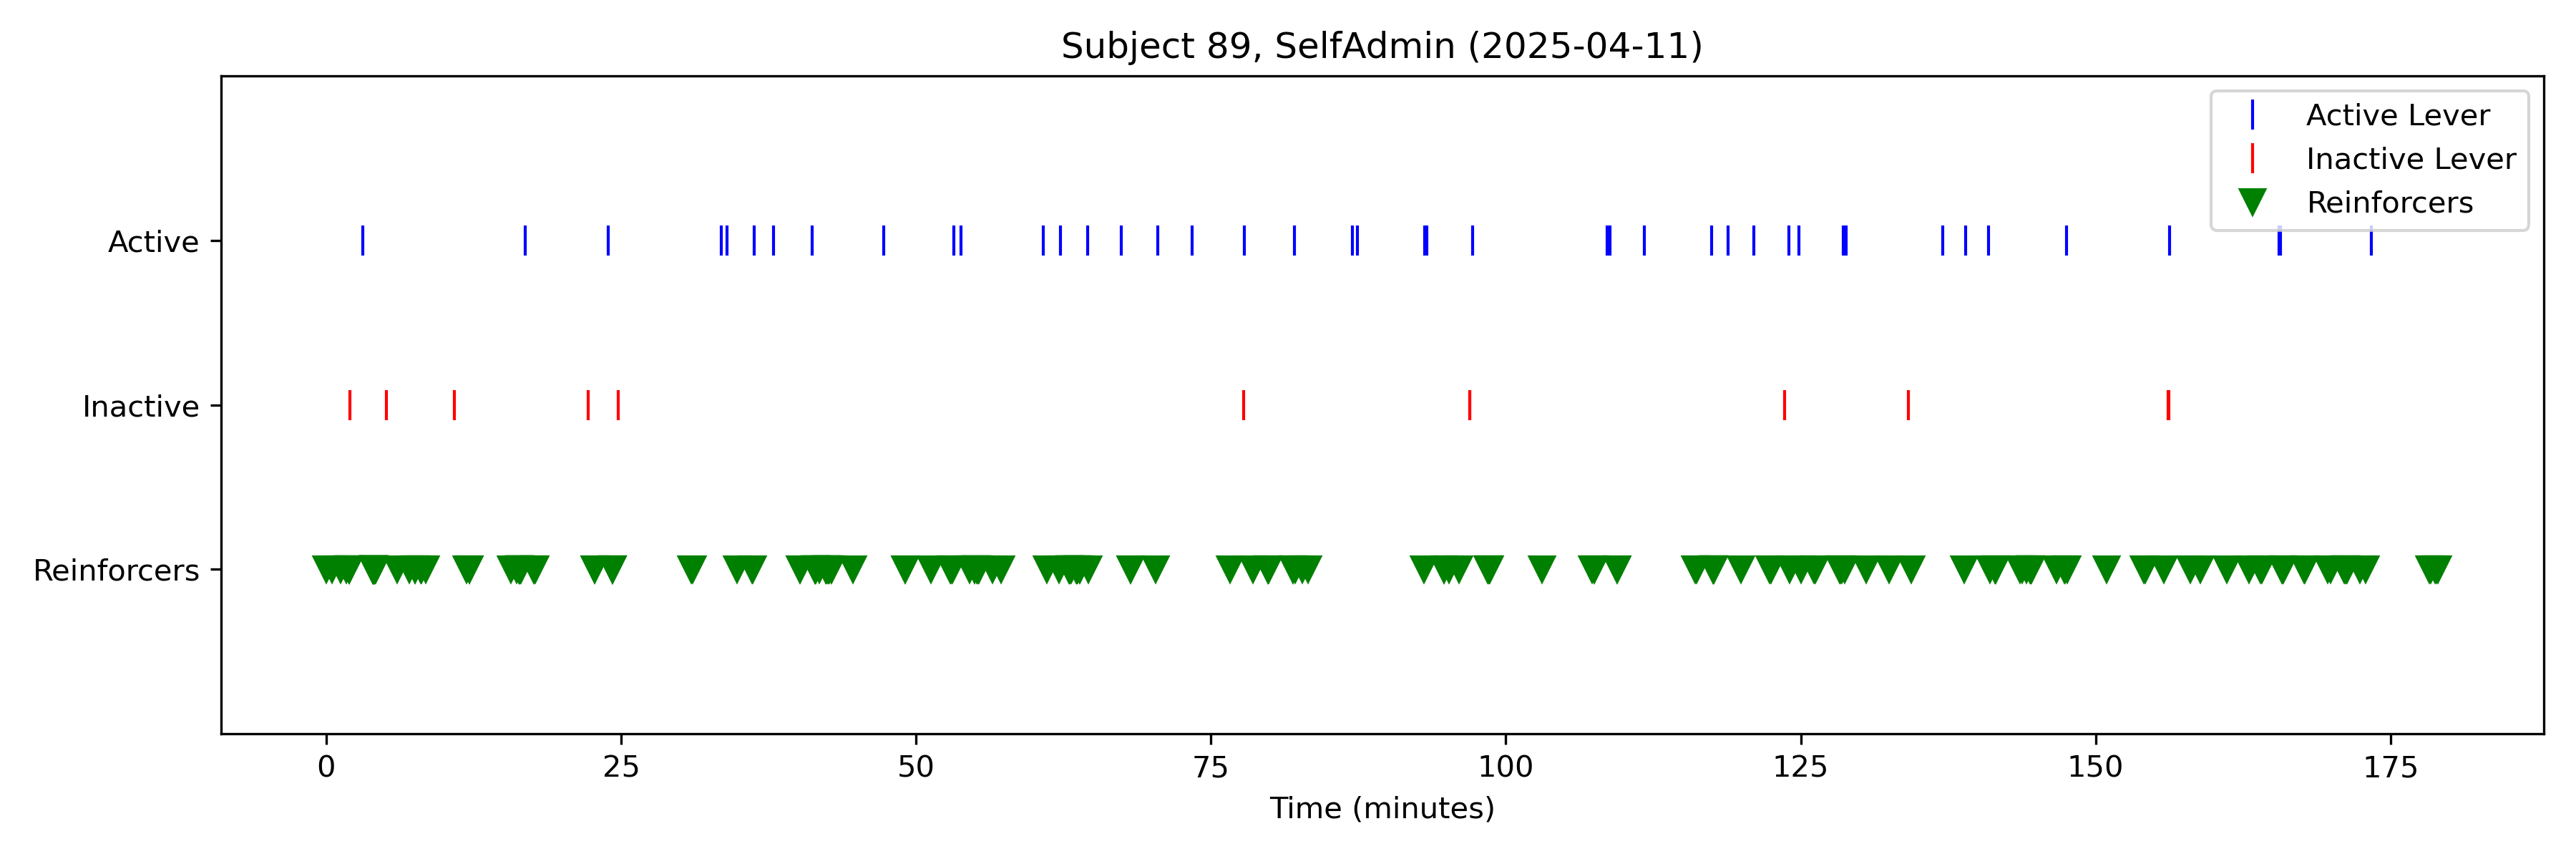 Subject 89, SelfAdmin (2025-04-11)
Active Lever
Inactive Lever
Reinforcers
Active
Inactive
Reinforcers
0 25 50 75 100 125 150 175
Time (minutes)